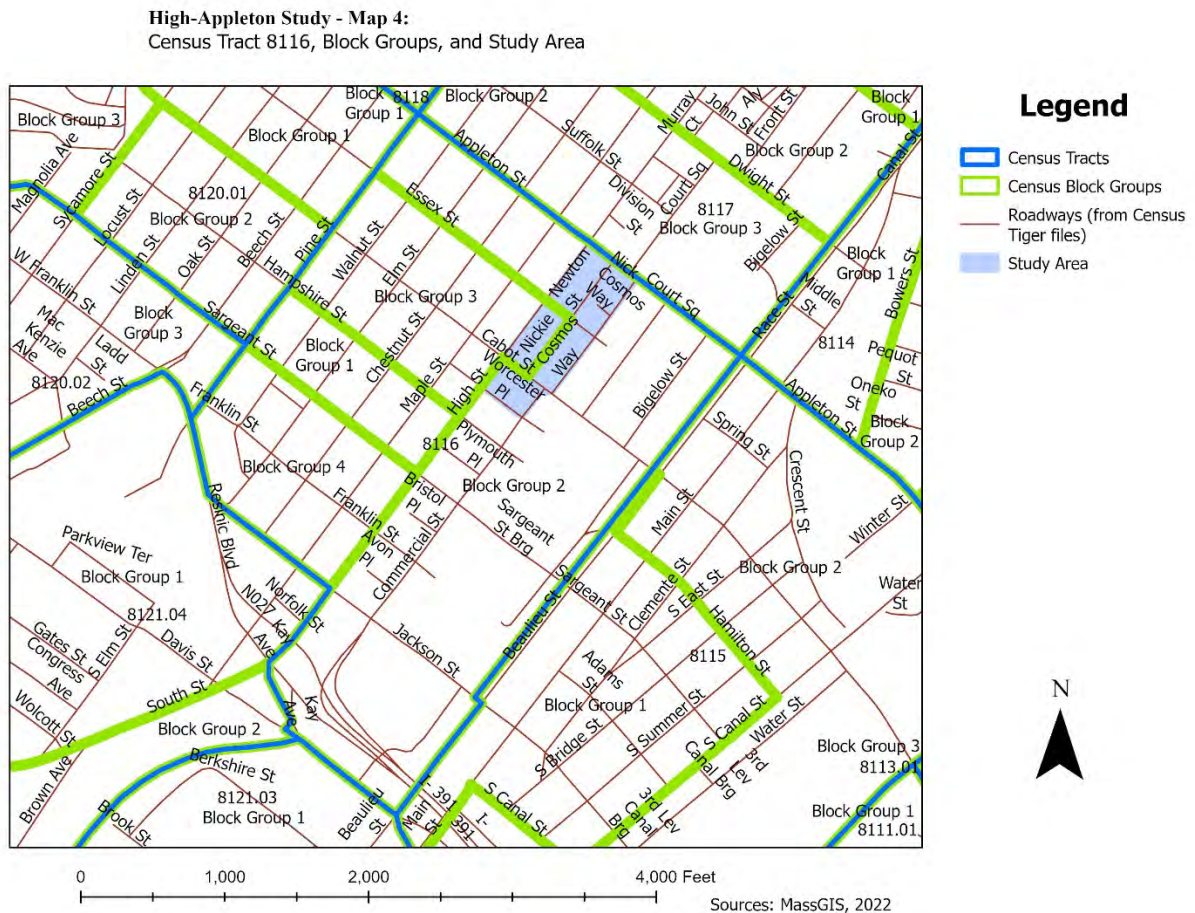 High-Appleton Study - Map 4:
Census Tract 8116, Block Groups, and Study Area
Block Group 3
Magnolia Ave
Sycamore St
Locust St
8120.01
Block Group 1
Block Group 2
Linden St
Oak St
Beech St
Pine St
Block
Group 1
8118
Block Group 2
Appleton St
Suffolk St
Murray
Ct
John St
Aly
Front St
Block
Group 1
Canal St
Block Group 2
Dwight St
Court Sq
Division
St
8117
Block Group 3
Bigelow St
Essex St
Walnut St
Elm St
Hampshire St
Block Group 3
Newton
St
Nick
Cosmos
Way
Court Sq
Nickie
St
Cosmos
Way
Cabot
St
Worcester
Pl
Race St
Middle
St
Block
Group 1
Bowers St
8114
Pequot
St
Oneko
St
Block
Group 2
Appleton St
W Franklin St
Mac
Kenzie
Ave
Ladd
St
Block
Group 3
Sargeant St
8120.02
Beech St
Franklin St
Block
Group 1
Chestnut St
Maple St
High St
8116
Plymouth
Pl
Bigelow St
Spring St
Crescent St
Winter St
Water
St
Block Group 4
Bristol
Pl
Block Group 2
Franklin St
Avon
Pl
Commercial St
Sargeant
St Brg
Main St
Resinic Blvd
Parkview Ter
Block Group 1
8121.04
N027
Kay
Ave
Norfolk St
Gates St
Congress
Ave
S Elm St
Davis St
Wolcott St
South St
Block Group 2
Kay
Ave
Jackson St
Beaulieu St
Sargeant St
Clemente St
S East St
Block Group 2
Hamilton St
8115
Adams
St
Block Group 1
S Bridge St
S Summer St
S Canal St
Water St
C
Canal Brg
3rd
Lev
3rd Lev
Canal
Brg
Block Group 3
8113.01
Block Group 1
8111.01
Brown Ave
Berkshire St
8121.03
Block Group 1
Brook St
Beaulieu
St
Main
St
I-
391
I-
391
S Canal St
Legend
Census Tracts
Census Block Groups
Roadways (from Census
Tiger files)
Study Area
N
0
1,000
2,000
4,000 Feet
Sources: MassGIS, 2022